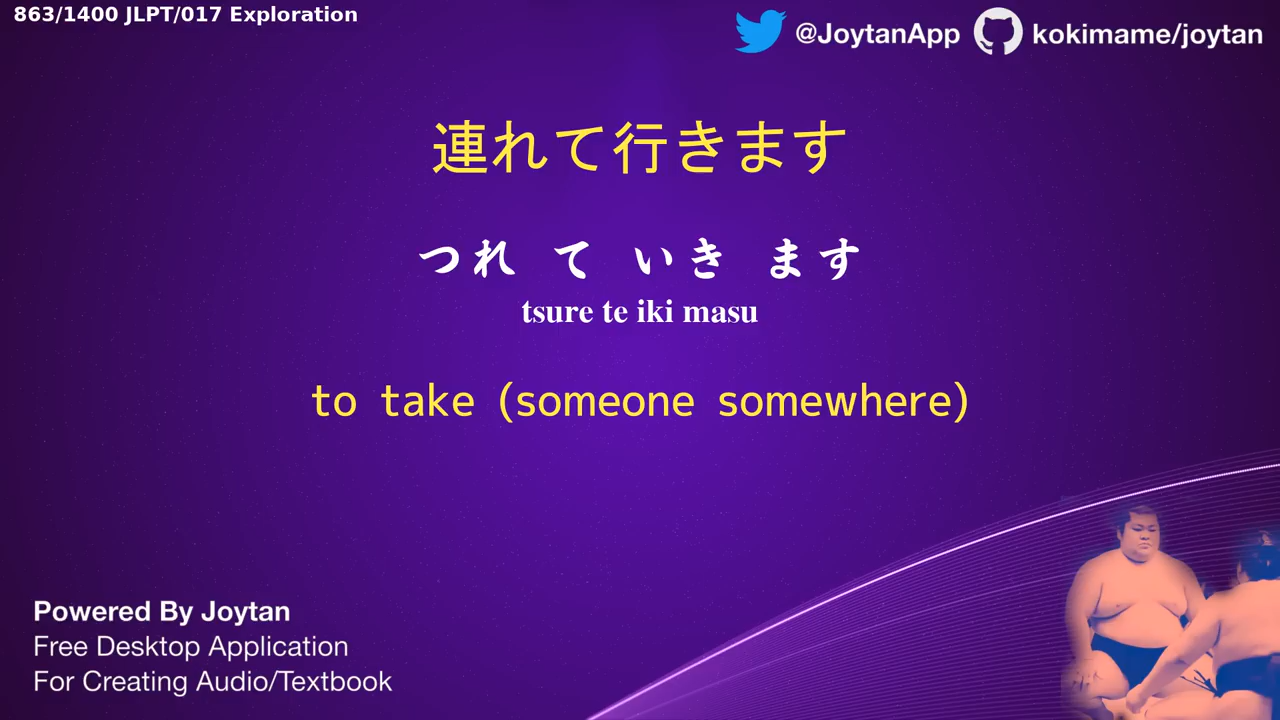 863/1400 JLPT/017 Exploration
@JoytanApp kokimame/joytan
連れて行きます
つれ て いき ます
tsure te iki masu
to take (someone somewhere)
Powered By Joytan
Free Desktop Application
For Creating Audio/Textbook